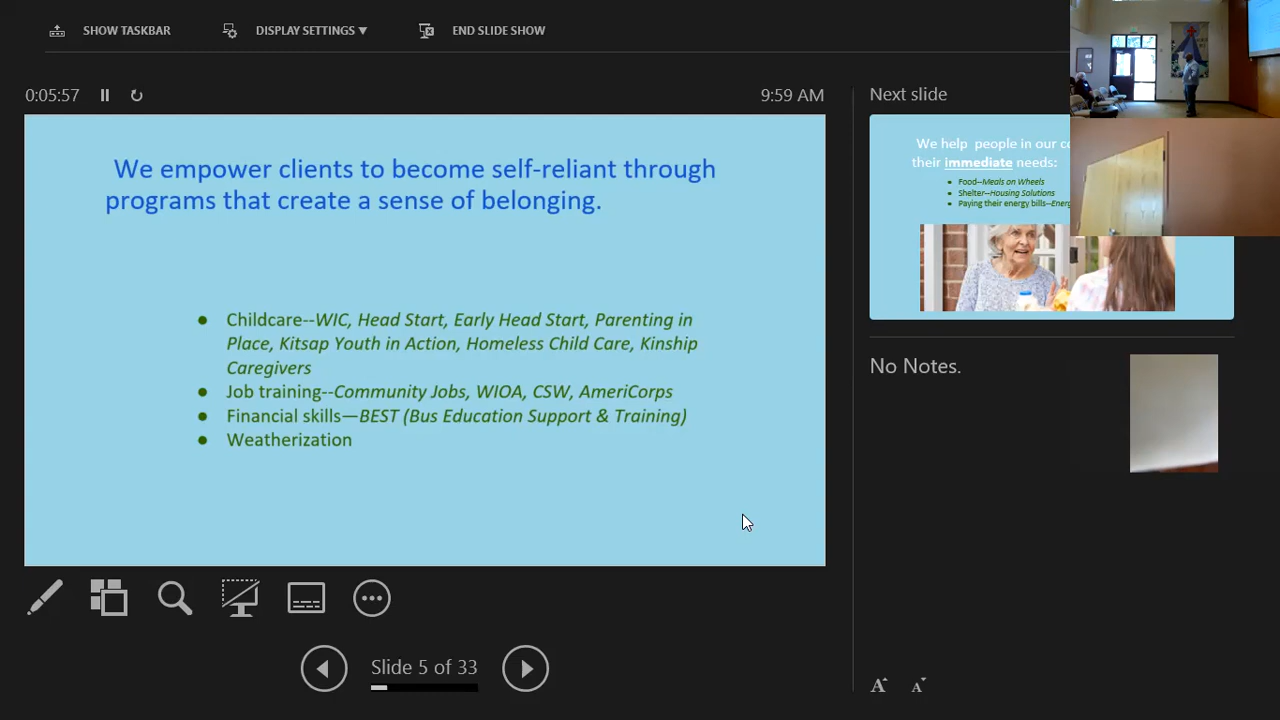 SHOW TASKBAR
DISPLAY SETTINGS ▼
END SLIDE SHOW
0:05:57
9:59 AM
We empower clients to become self-reliant through
programs that create a sense of belonging.
● Childcare--WIC, Head Start, Early Head Start, Parenting in
Place, Kitsap Youth in Action, Homeless Child Care, Kinship
Caregivers
● Job training--Community Jobs, WIOA, CSW, AmeriCorps
● Financial skills—BEST (Bus Education Support & Training)
● Weatherization
Slide 5 of 33
Next slide
We help people in our co
their immediate needs:
● Food--Meals on Wheels
● Shelter--Housing Solutions
● Paying their energy bills--Energ
No Notes.
A A